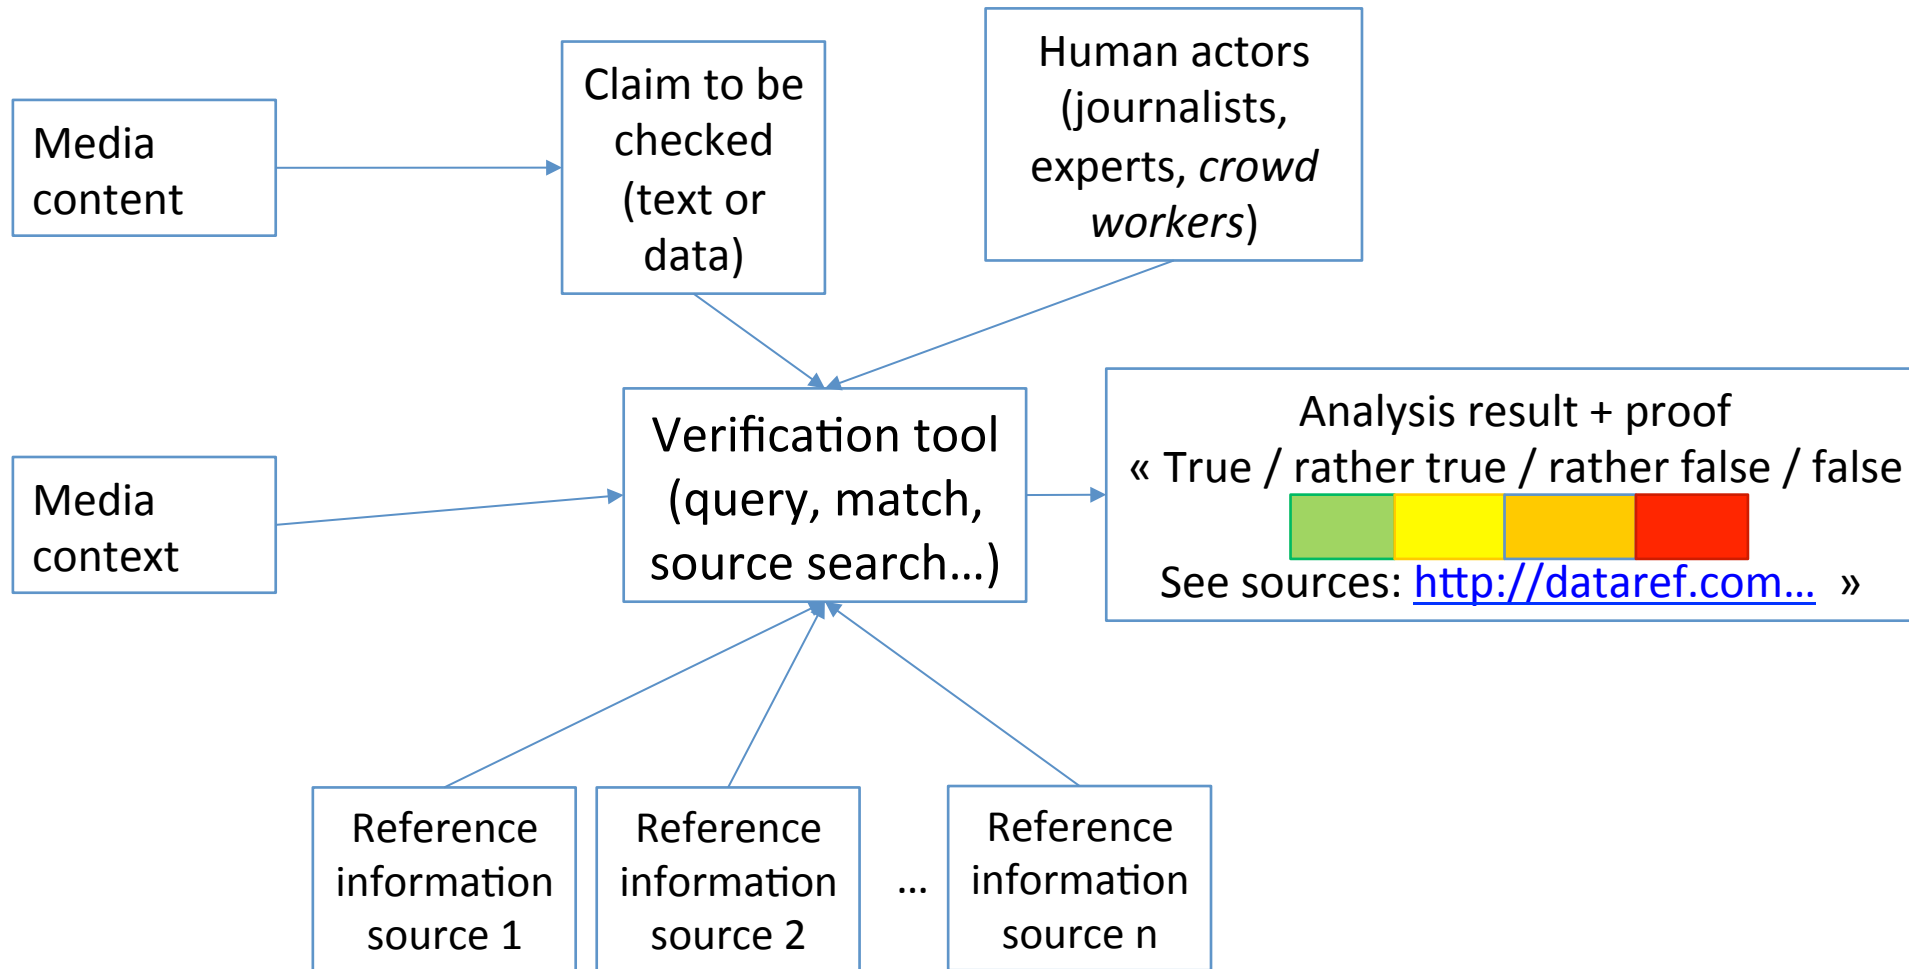 Media
content
Claim to be
checked
(text or
data)
Human actors
(journalists,
experts, crowd
workers)
Media
context
Verification tool
(query, match,
source search…)
Analysis result + proof
« True / rather true / rather false / false
See sources: http://dataref.com… »
Reference
information
source 1
Reference
information
source 2
…
Reference
information
source n